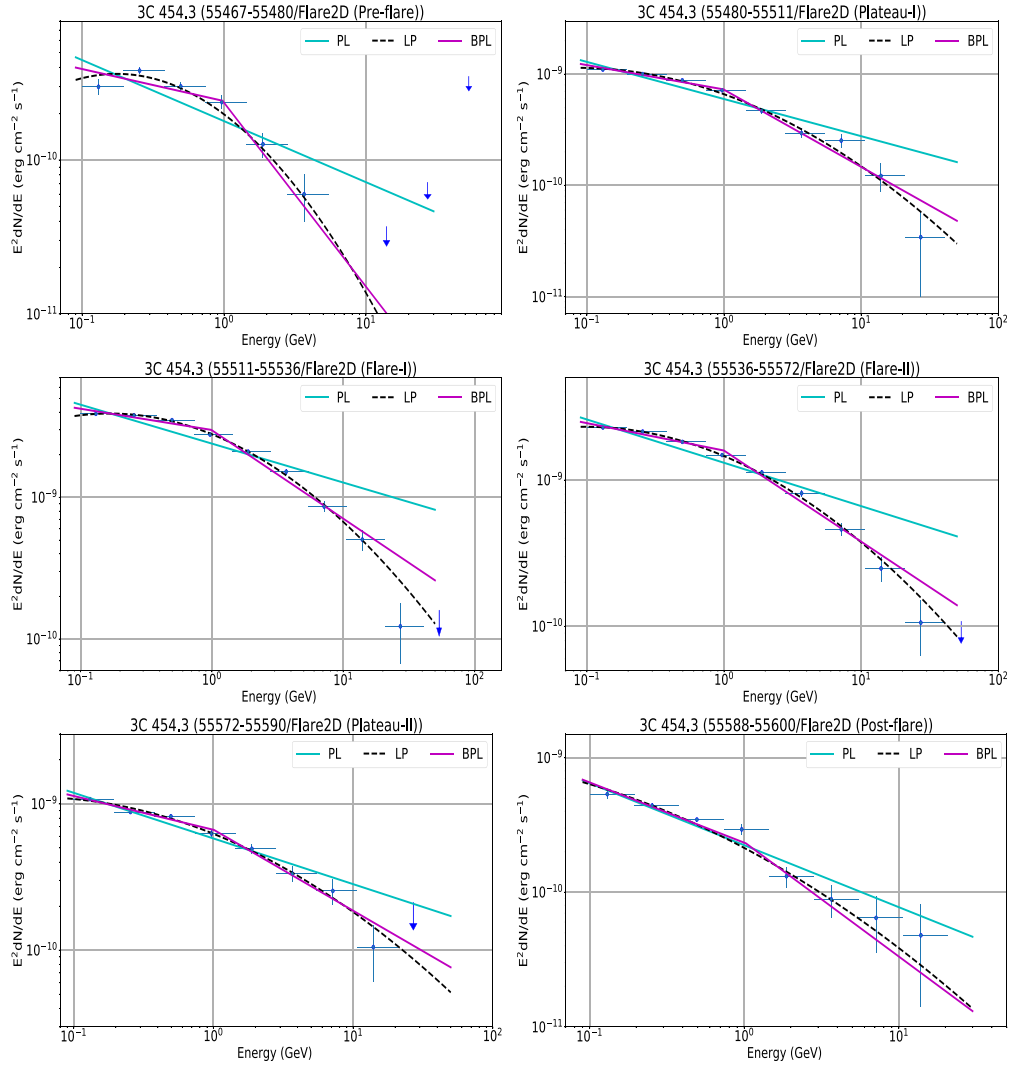 3C 454.3 (55467-55480/Flare2D (Pre-flare))
PL LP BPL
E²dN/dE (erg cm⁻² s⁻¹)
10⁻¹⁰
10⁻¹¹
10⁻¹ 10⁰ 10¹
Energy (GeV)
3C 454.3 (55480-55511/Flare2D (Plateau-I))
PL LP BPL
E²dN/dE (erg cm⁻² s⁻¹)
10⁻⁹
10⁻¹⁰
10⁻¹¹
10⁻¹ 10⁰ 10¹ 10²
Energy (GeV)
3C 454.3 (55511-55536/Flare2D (Flare-I))
PL LP BPL
E²dN/dE (erg cm⁻² s⁻¹)
10⁻⁹
10⁻¹⁰
10⁻¹ 10⁰ 10¹ 10²
Energy (GeV)
3C 454.3 (55536-55572/Flare2D (Flare-II))
PL LP BPL
E²dN/dE (erg cm⁻² s⁻¹)
10⁻⁹
10⁻¹⁰
10⁻¹ 10⁰ 10¹ 10²
Energy (GeV)
3C 454.3 (55572-55590/Flare2D (Plateau-II))
PL LP BPL
E²dN/dE (erg cm⁻² s⁻¹)
10⁻⁹
10⁻¹⁰
10⁻¹ 10⁰ 10¹ 10²
Energy (GeV)
3C 454.3 (55588-55600/Flare2D (Post-flare))
PL LP BPL
E²dN/dE (erg cm⁻² s⁻¹)
10⁻⁹
10⁻¹⁰
10⁻¹¹
10⁻¹ 10⁰ 10¹
Energy (GeV)